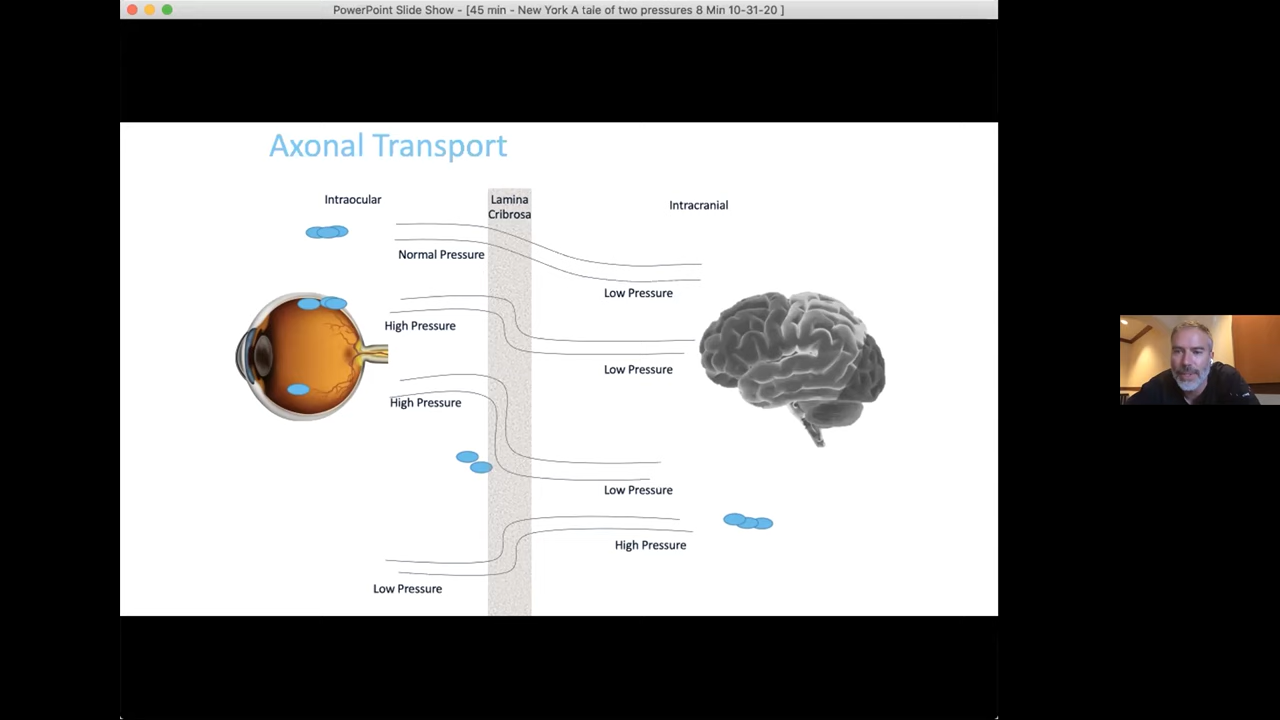 PowerPoint Slide Show - [45 min - New York A tale of two pressures 8 Min 10-31-20 ]
Axonal Transport
Intraocular
Lamina
Cribrosa
Intracranial
Normal Pressure
Low Pressure
High Pressure
Low Pressure
High Pressure
Low Pressure
High Pressure
Low Pressure